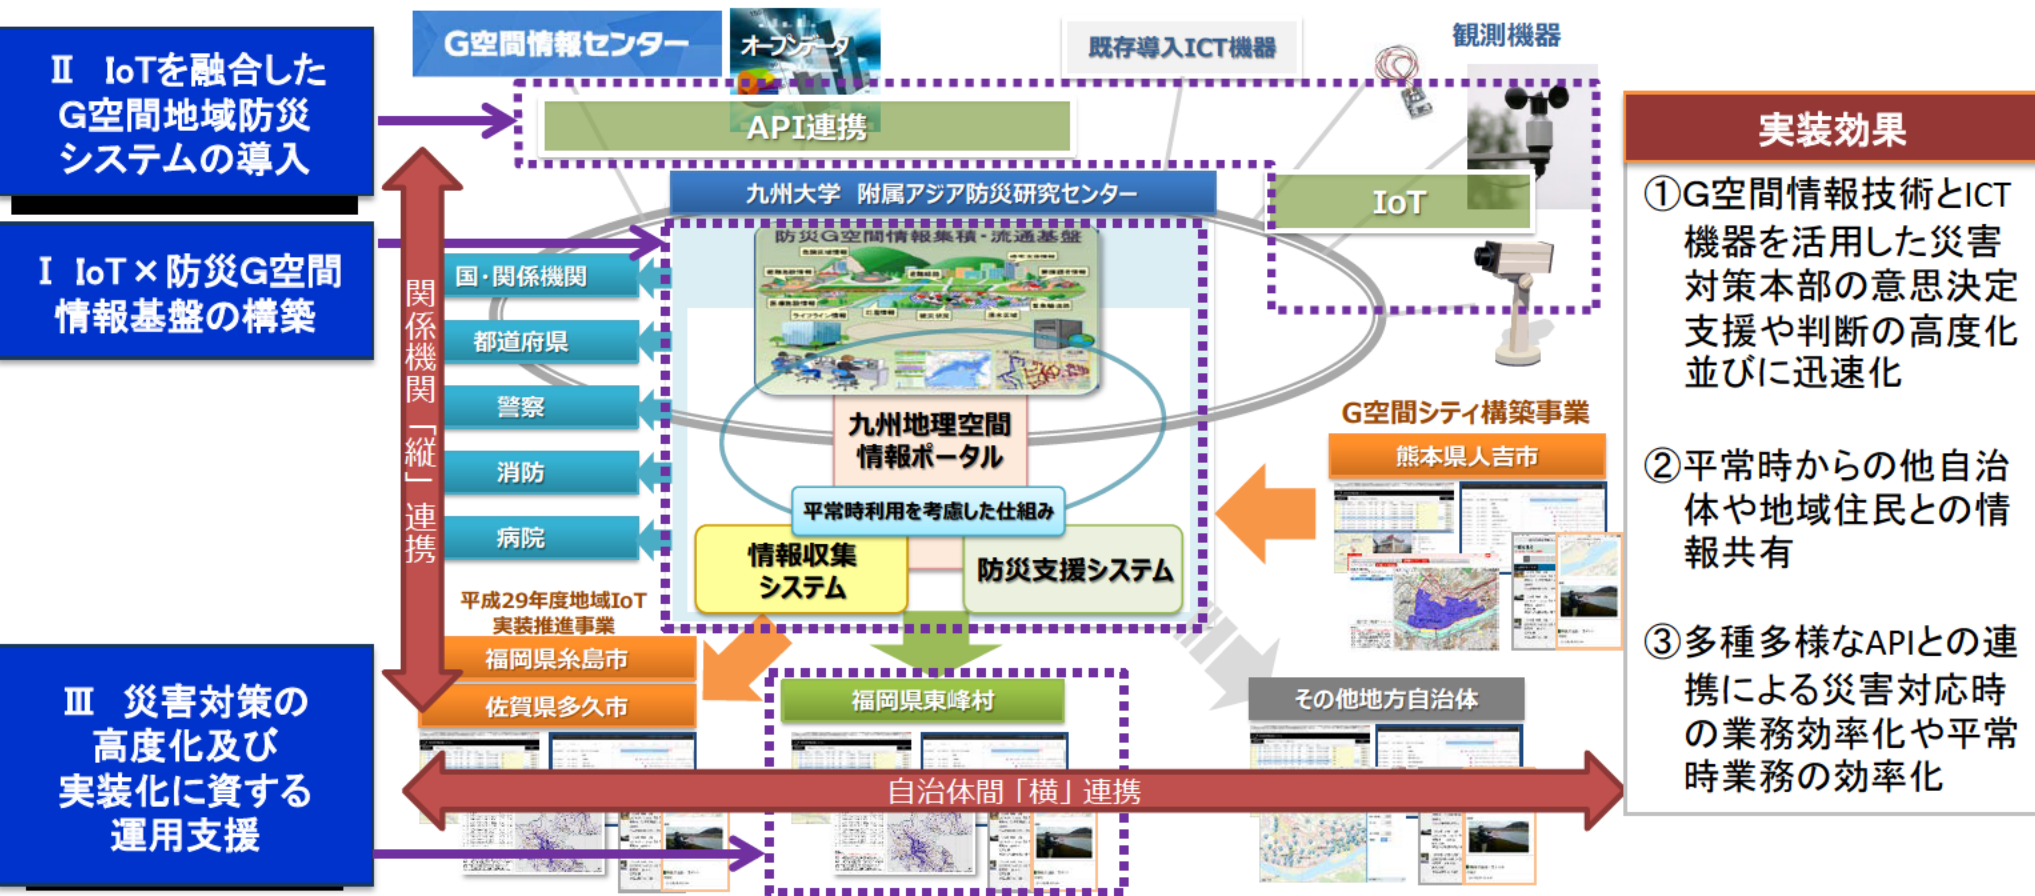 Ⅱ IoTを融合した
G空間地域防災
システムの導入
Ⅰ IoT×防災G空間
情報基盤の構築
Ⅲ 災害対策の
高度化及び
実装化に資する
運用支援
G空間情報センター
オープンデータ
既存導入ICT機器
観測機器
API連携
IoT
九州大学 附属アジア防災研究センター
防災G空間情報集積・流通基盤
ライフライン情報
関係機関「縦」連携
国・関係機関
都道府県
警察
消防
病院
九州地理空間
情報ポータル
平常時利用を考慮した仕組み
情報収集
システム
防災支援システム
G空間シティ構築事業
熊本県人吉市
平成29年度地域IoT
実装推進事業
福岡県糸島市
佐賀県多久市
福岡県東峰村
その他地方自治体
自治体間「横」連携
実装効果
①G空間情報技術とICT
機器を活用した災害
対策本部の意思決定
支援や判断の高度化
並びに迅速化
②平常時からの他自治
体や地域住民との情
報共有
③多種多様なAPIとの連
携による災害対応時
の業務効率化や平常
時業務の効率化